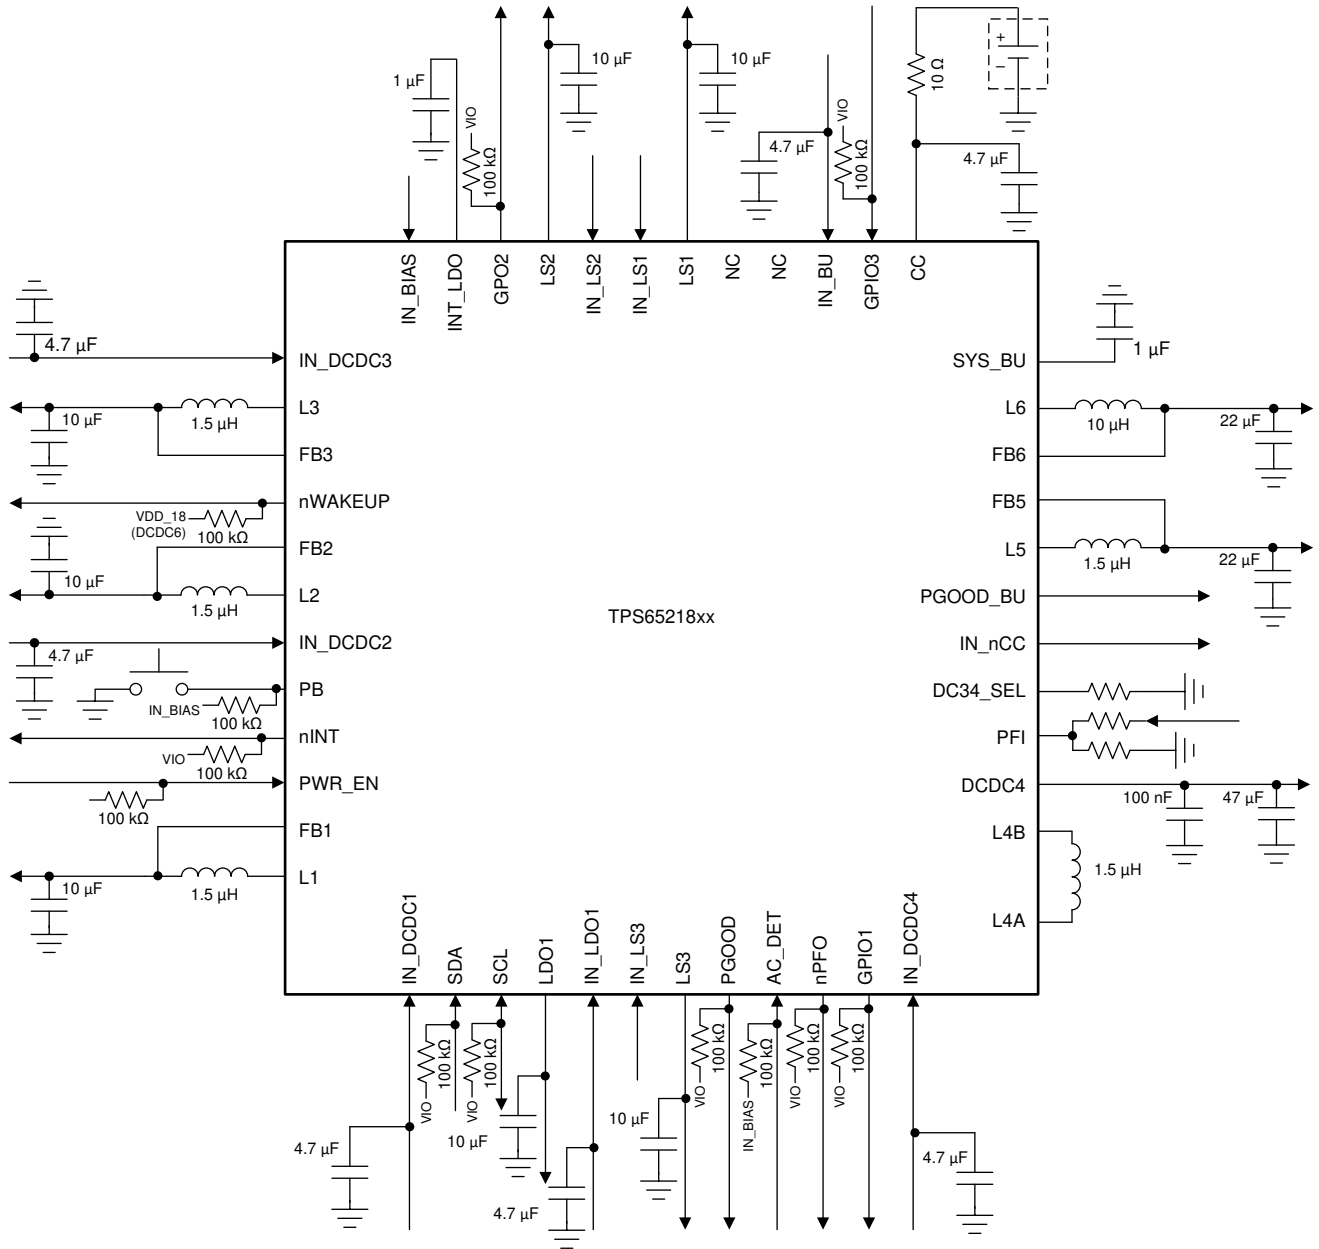 1 µF
VIO
100 kΩ
10 µF
10 µF
4.7 µF
VIO
100 kΩ
10 Ω
+
–
4.7 µF
IN_BIAS
INT_LDO
GPO2
LS2
IN_LS2
IN_LS1
LS1
NC
NC
IN_BU
GPIO3
CC
4.7 µF
IN_DCDC3
10 µF
1.5 µH
L3
FB3
nWAKEUP
VDD_18
(DCDC6)
100 kΩ
FB2
10 µF
1.5 µH
L2
IN_DCDC2
4.7 µF
PB
IN_BIAS
100 kΩ
nINT
VIO
100 kΩ
PWR_EN
100 kΩ
FB1
10 µF
1.5 µH
L1
TPS65218xx
SYS_BU
1 µF
L6
10 µH
22 µF
FB6
FB5
L5
1.5 µH
22 µF
PGOOD_BU
IN_nCC
DC34_SEL
PFI
DCDC4
100 nF
47 µF
L4B
1.5 µH
L4A
IN_DCDC1
SDA
SCL
LDO1
IN_LDO1
IN_LS3
LS3
PGOOD
AC_DET
nPFO
GPIO1
IN_DCDC4
4.7 µF
VIO
100 kΩ
VIO
100 kΩ
10 µF
4.7 µF
10 µF
VIO
100 kΩ
IN_BIAS
100 kΩ
VIO
100 kΩ
VIO
100 kΩ
4.7 µF